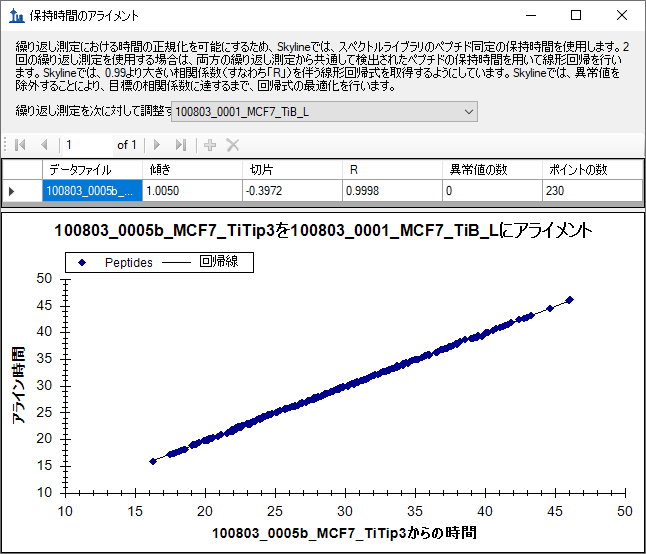 保持時間のアライメント
繰り返し測定における時間の正規化を可能にするため、Skylineでは、スペクトルライブラリのペプチド同定の保持時間を使用します。2
回の繰り返し測定を使用する場合は、両方の繰り返し測定から共通して検出されたペプチドの保持時間を用いて線形回帰を行い
ます。Skylineでは、0.99より大きい相関係数(すなわち「R」)を伴う線形回帰式を取得するようにしています。Skylineでは、異常値を
除外することにより、目標の相関係数に達するまで、回帰式の最適化を行います。
繰り返し測定を次に対して調整す 100803_0001_MCF7_TiB_L
1 of 1
データファイル 傾き 切片 R 異常値の数 ポイントの数
100803_0005b_... 1.0050 -0.3972 0.9998 0 230
100803_0005b_MCF7_TiTip3を100803_0001_MCF7_TiB_Lにアライメント
Peptides 回帰線
50
45
40
35
30
25
20
15
10
アライン時間
10 15 20 25 30 35 40 45 50
100803_0005b_MCF7_TiTip3からの時間